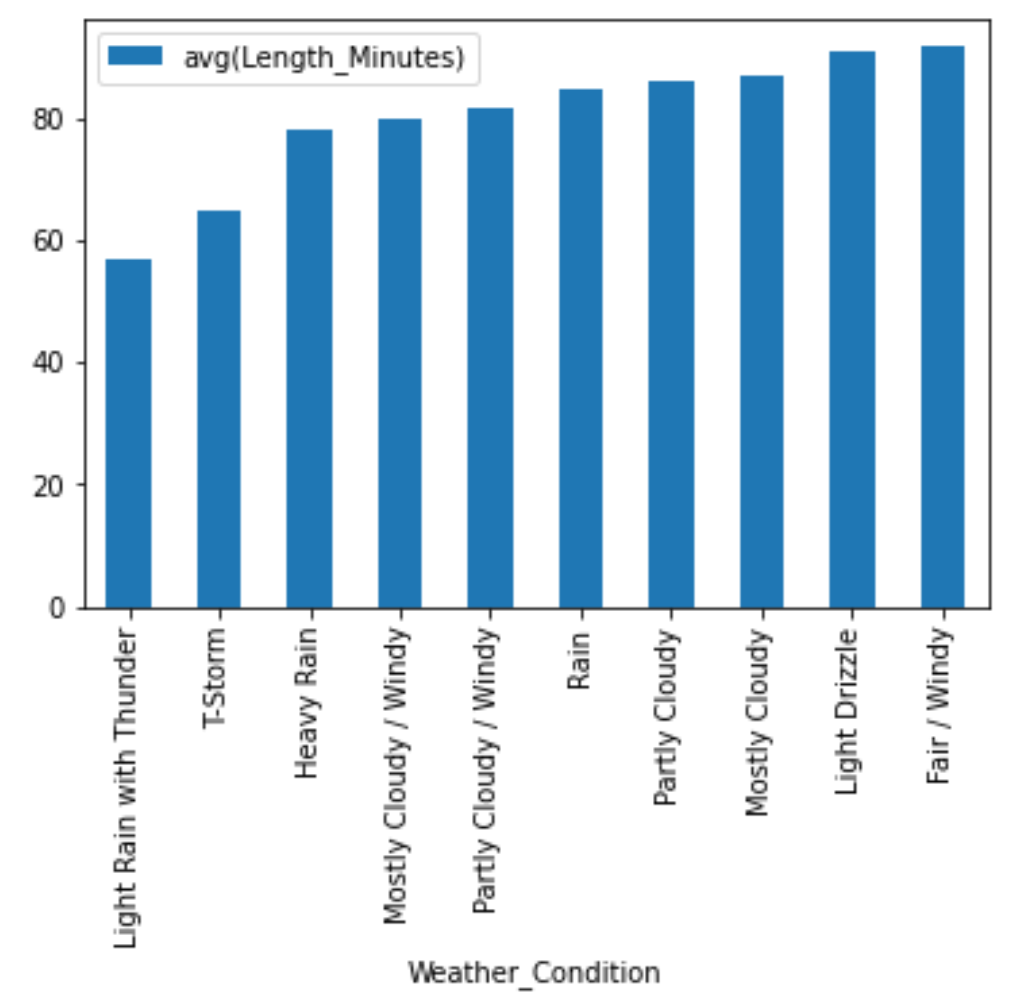 avg(Length_Minutes)
80
60
40
20
0
Light Rain with Thunder
T-Storm
Heavy Rain
Mostly Cloudy / Windy
Partly Cloudy / Windy
Rain
Partly Cloudy
Mostly Cloudy
Light Drizzle
Fair / Windy
Weather_Condition